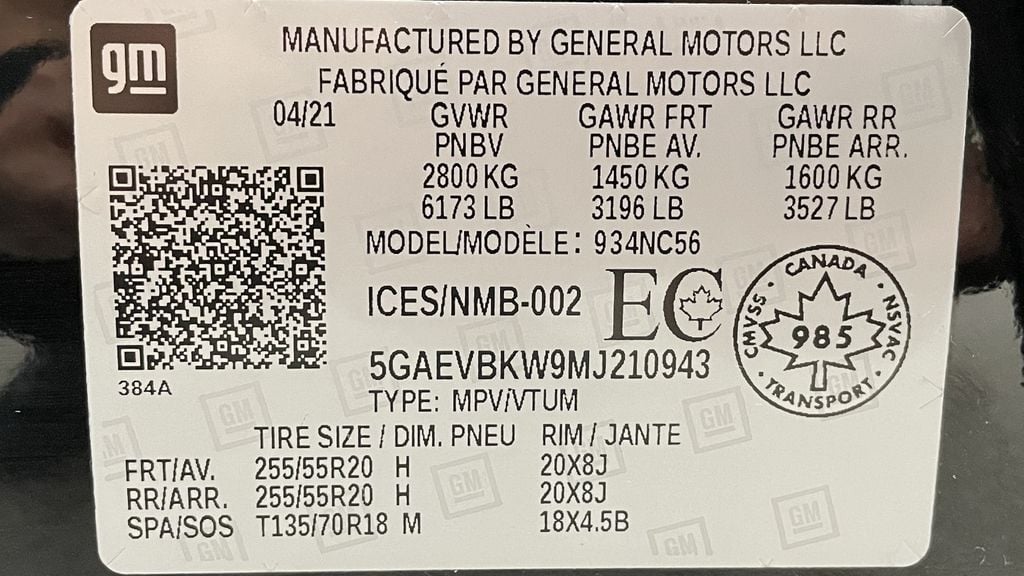 gm
MANUFACTURED BY GENERAL MOTORS LLC
FABRIQUÉ PAR GENERAL MOTORS LLC
04/21 GVWR GAWR FRT GAWR RR
PNBV PNBE AV. PNBE ARR.
2800 KG 1450 KG 1600 KG
6173 LB 3196 LB 3527 LB
MODEL/MODÈLE: 934NC56
ICES/NMB-002 EC
CANADA
CMVSS · NSVAC
985
· TRANSPORT ·
5GAEVBKW9MJ210943
384A
TYPE: MPV/VTUM
TIRE SIZE / DIM. PNEU RIM / JANTE
FRT/AV. 255/55R20 H 20X8J
RR/ARR. 255/55R20 H 20X8J
SPA/SOS T135/70R18 M 18X4.5B